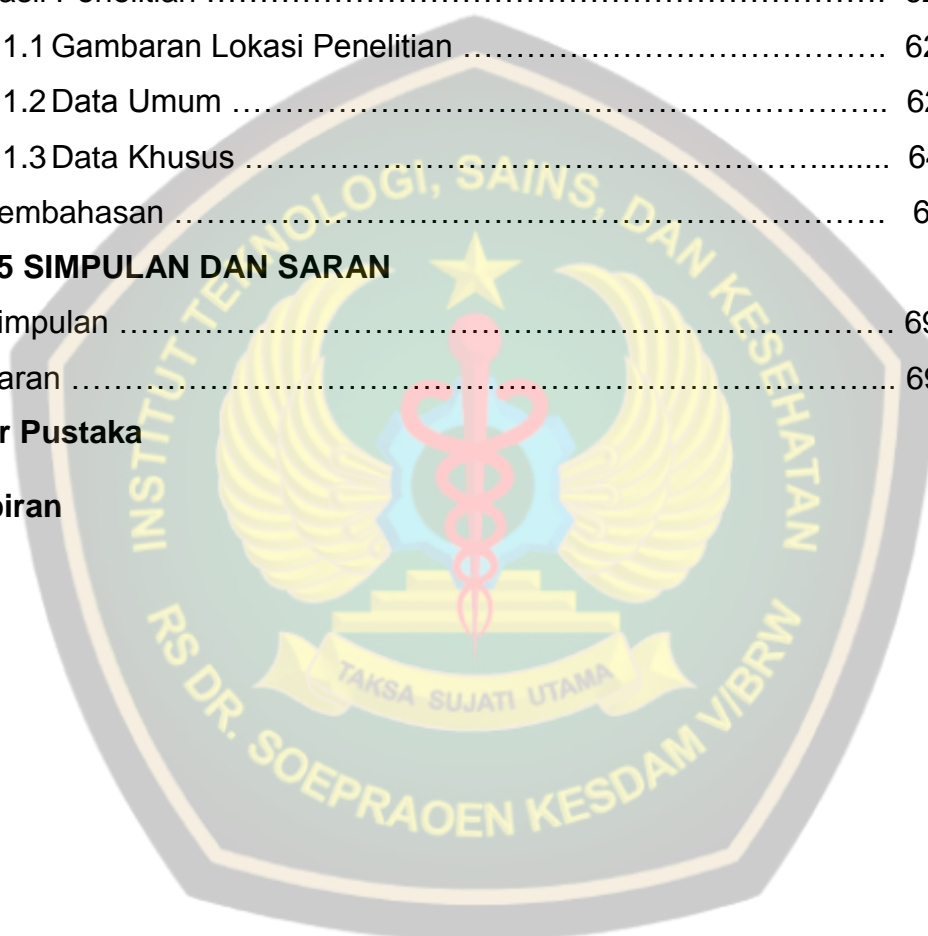 Penelitian ………………………………………………………………
1.1 Gambaran Lokasi Penelitian …………………………………. 62
1.2 Data Umum …………………………………………………….. 62
1.3 Data Khusus …………………………………………….......... 64
embahasan …………………………………………………………
5 SIMPULAN DAN SARAN
impulan ………………………………………………………………. 69
aran …………………………………………………………………... 69
r Pustaka
piran
INSTITUT TEKNOLOGI, SAINS, DAN KESEHATAN
TAKSA SUJATI UTAMA
RS DR. SOEPRAOEN KESDAM V/BRW